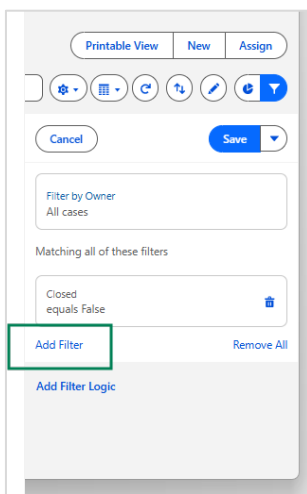 Printable View New Assign
Cancel Save
Filter by Owner
All cases
Matching all of these filters
Closed
equals False
Add Filter Remove All
Add Filter Logic